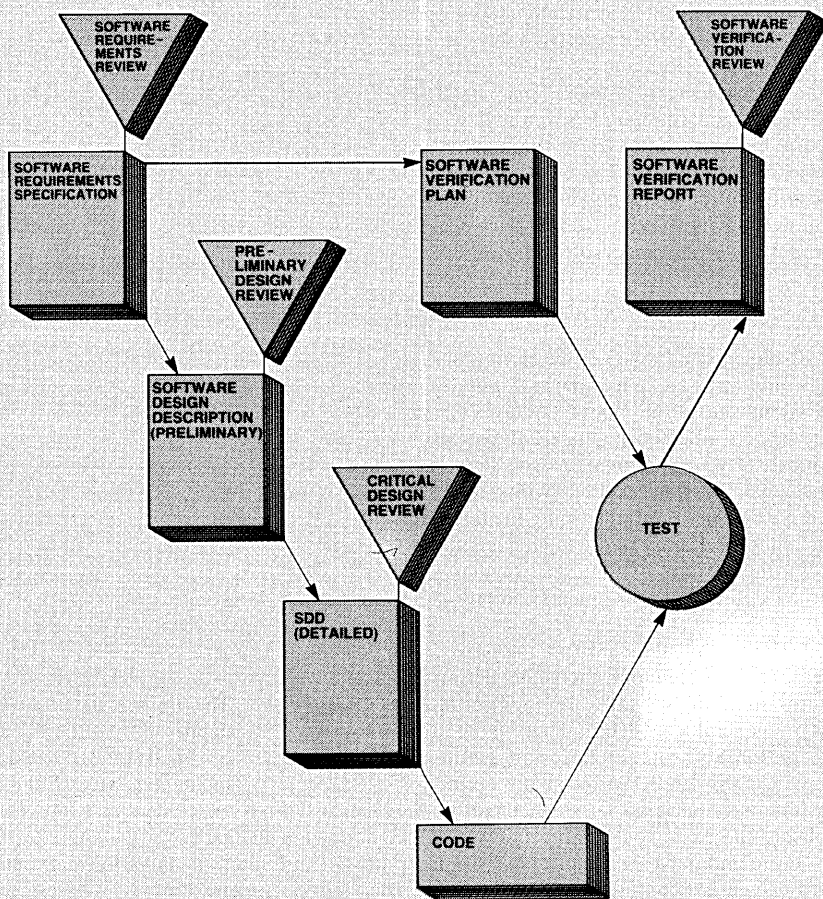 SOFTWARE
REQUIRE-
MENTS
REVIEW
SOFTWARE
VERIFICA-
TION
REVIEW
SOFTWARE
REQUIREMENTS
SPECIFICATION
SOFTWARE
VERIFICATION
PLAN
SOFTWARE
VERIFICATION
REPORT
PRE-
LIMINARY
DESIGN
REVIEW
SOFTWARE
DESIGN
DESCRIPTION
(PRELIMINARY)
CRITICAL
DESIGN
REVIEW
TEST
SDD
(DETAILED)
CODE